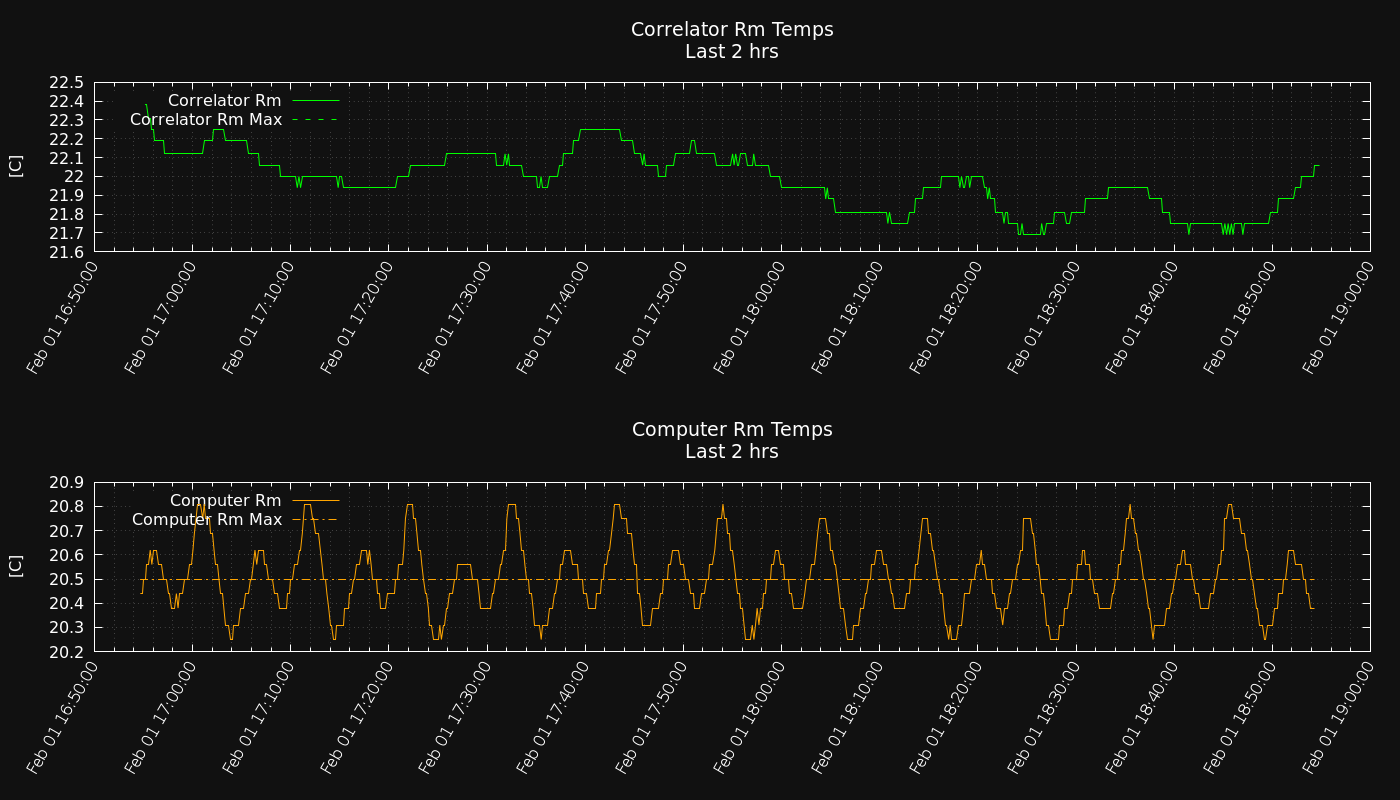 Correlator Rm Temps
Last 2 hrs
22.5
22.4
22.3
22.2
22.1
22
21.9
21.8
21.7
21.6
[C]
Correlator Rm
Correlator Rm Max
Feb 01 16:50:00
Feb 01 17:00:00
Feb 01 17:10:00
Feb 01 17:20:00
Feb 01 17:30:00
Feb 01 17:40:00
Feb 01 17:50:00
Feb 01 18:00:00
Feb 01 18:10:00
Feb 01 18:20:00
Feb 01 18:30:00
Feb 01 18:40:00
Feb 01 18:50:00
Feb 01 19:00:00
Computer Rm Temps
Last 2 hrs
20.9
20.8
20.7
20.6
20.5
20.4
20.3
20.2
[C]
Computer Rm
Computer Rm Max
Feb 01 16:50:00
Feb 01 17:00:00
Feb 01 17:10:00
Feb 01 17:20:00
Feb 01 17:30:00
Feb 01 17:40:00
Feb 01 17:50:00
Feb 01 18:00:00
Feb 01 18:10:00
Feb 01 18:20:00
Feb 01 18:30:00
Feb 01 18:40:00
Feb 01 18:50:00
Feb 01 19:00:00